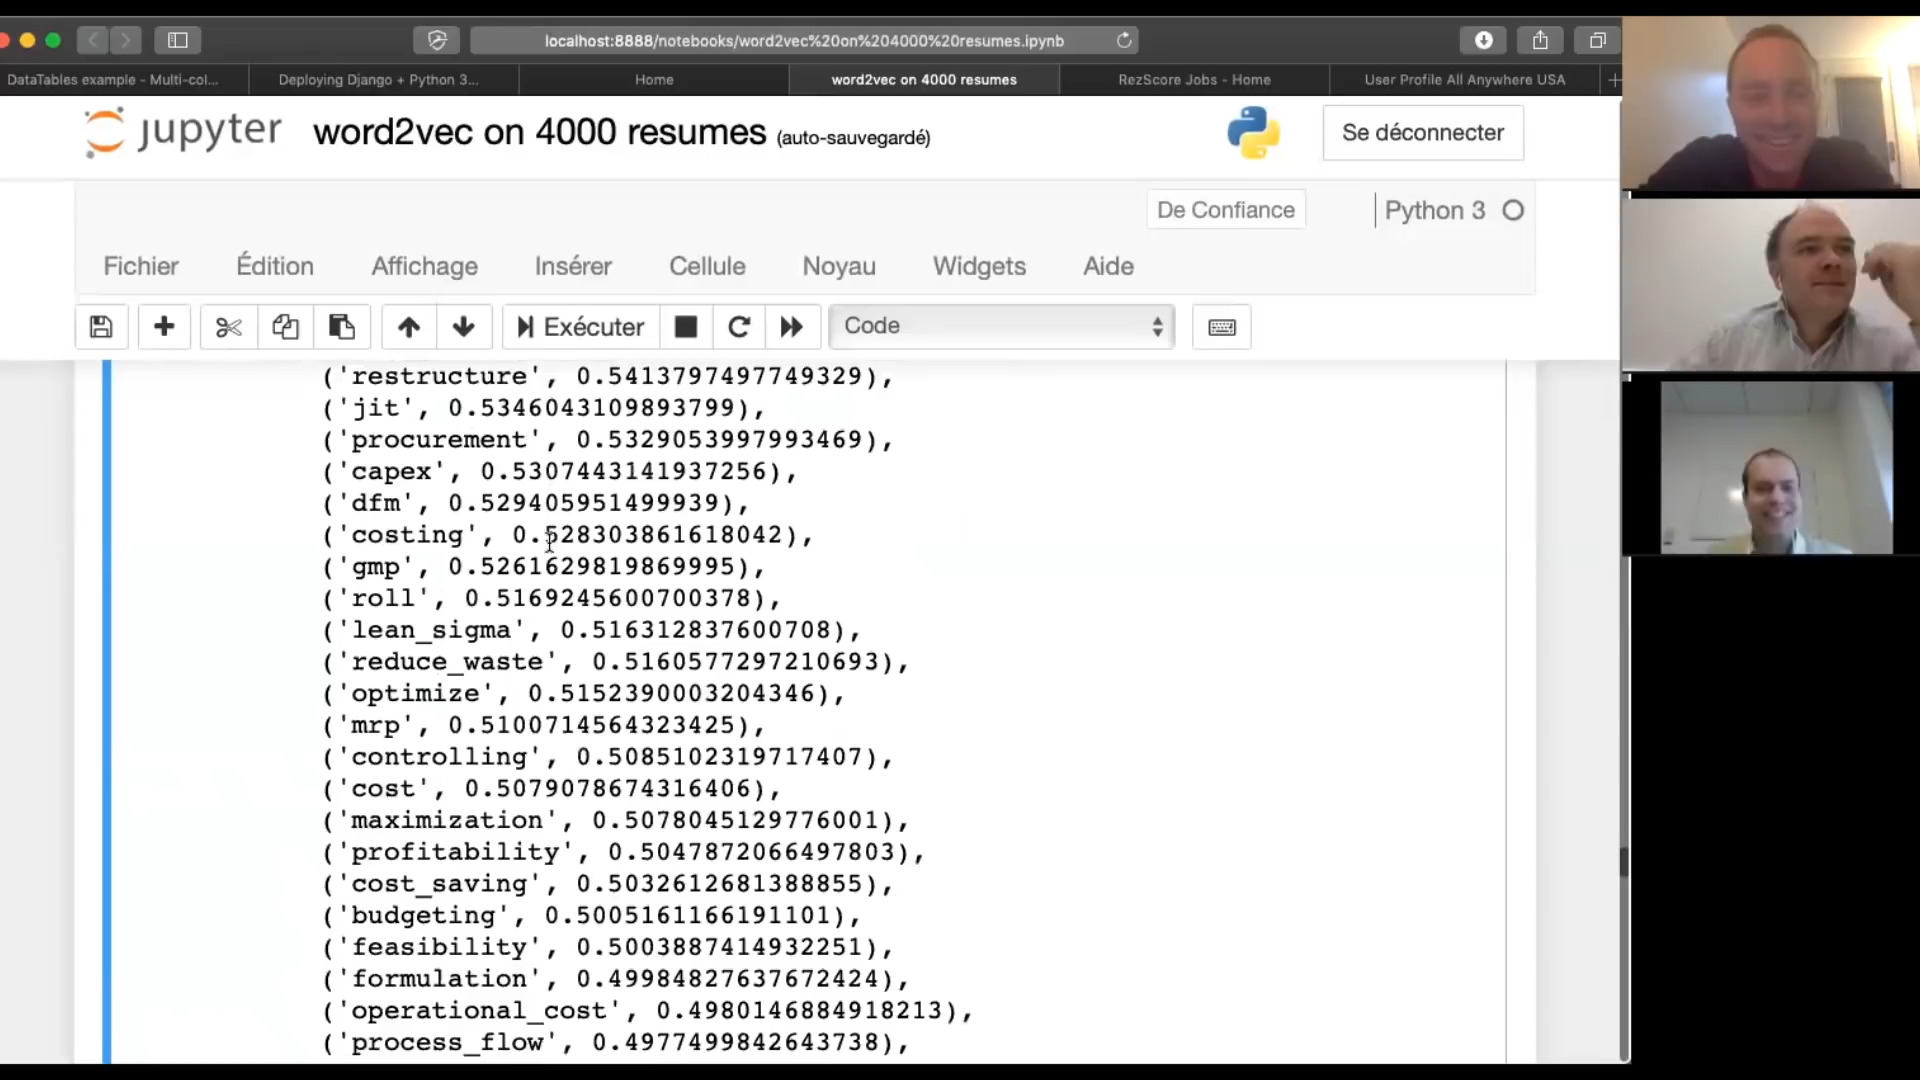 localhost:8888/notebooks/word2vec%20on%204000%20resumes.ipynb
DataTables example - Multi-col... Deploying Django + Python 3... Home word2vec on 4000 resumes RezScore Jobs - Home User Profile All Anywhere USA
jupyter word2vec on 4000 resumes (auto-sauvegardé) Se déconnecter
De Confiance Python 3
Fichier Édition Affichage Insérer Cellule Noyau Widgets Aide
Exécuter Code
('restructure', 0.5413797497749329),
('jit', 0.5346043109893799),
('procurement', 0.5329053997993469),
('capex', 0.5307443141937256),
('dfm', 0.529405951499939),
('costing', 0.528303861618042),
('gmp', 0.5261629819869995),
('roll', 0.5169245600700378),
('lean_sigma', 0.516312837600708),
('reduce_waste', 0.5160577297210693),
('optimize', 0.5152390003204346),
('mrp', 0.5100714564323425),
('controlling', 0.5085102319717407),
('cost', 0.5079078674316406),
('maximization', 0.5078045129776001),
('profitability', 0.5047872066497803),
('cost_saving', 0.5032612681388855),
('budgeting', 0.5005161166191101),
('feasibility', 0.5003887414932251),
('formulation', 0.49984827637672424),
('operational_cost', 0.49801468849182​13),
('process_flow', 0.4977499842643738),